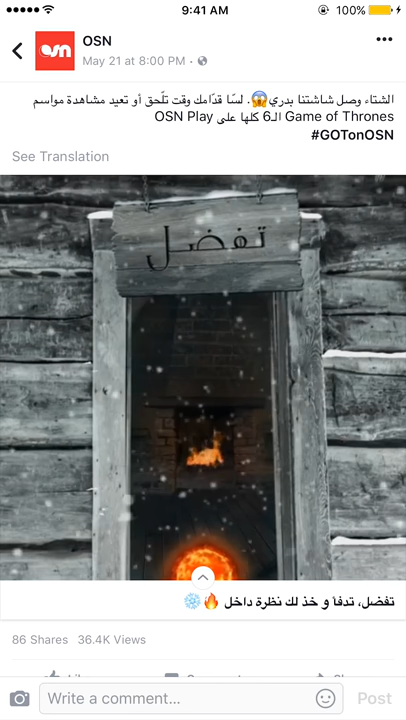 9:41 AM
100%
OSN
OSN
May 21 at 8:00 PM
الشتاء وصل شاشتنا بدري😱. لسّا قدّامك وقت تلّحق أو تعيد مشاهدة مواسم
Game of Thrones الـ6 كلها على OSN Play
#GOTonOSN
See Translation
تفضل
تفضل، تدفأ و خذ لك نظرة داخل 🔥❄️
86 Shares 36.4K Views
Write a comment...
Post